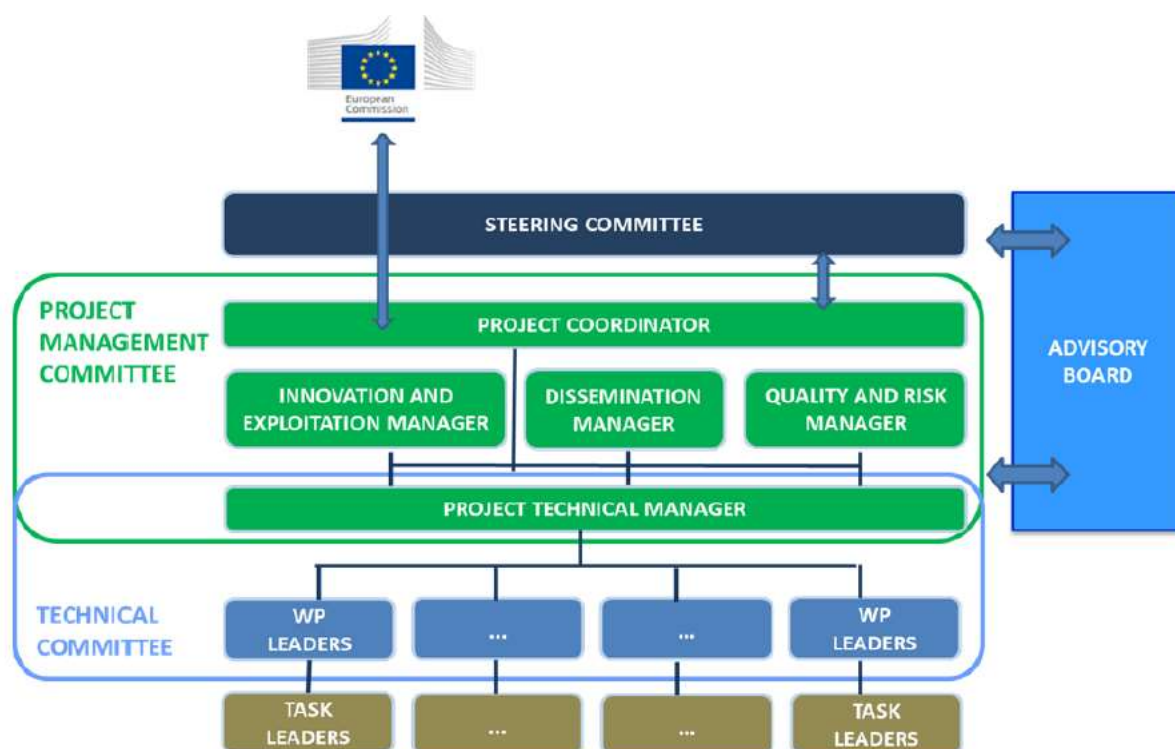 European
Commission
STEERING COMMITTEE
PROJECT
MANAGEMENT
COMMITTEE
PROJECT COORDINATOR
ADVISORY
BOARD
INNOVATION AND
EXPLOITATION MANAGER
DISSEMINATION
MANAGER
QUALITY AND RISK
MANAGER
PROJECT TECHNICAL MANAGER
TECHNICAL
COMMITTEE
WP
LEADERS
...
...
WP
LEADERS
TASK
LEADERS
...
...
TASK
LEADERS